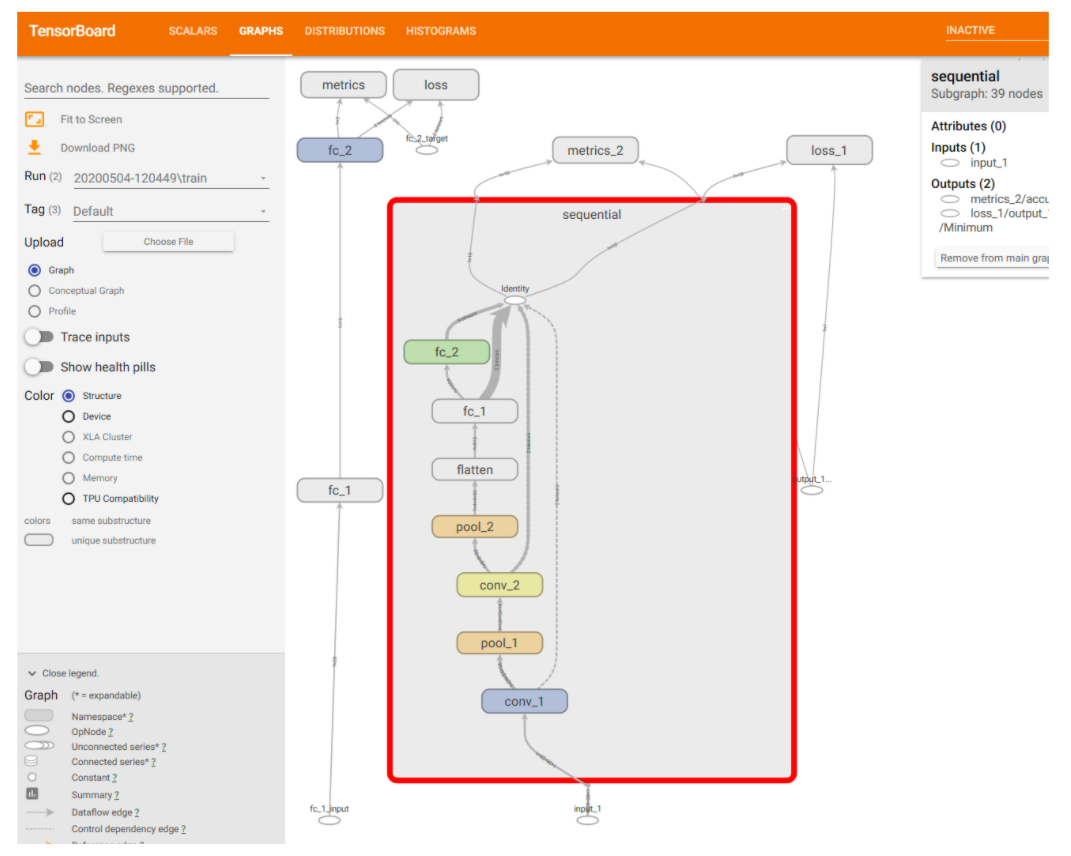 TensorBoard SCALARS GRAPHS DISTRIBUTIONS HISTOGRAMS INACTIVE
Search nodes. Regexes supported.
Fit to Screen
Download PNG
Run (2) 20200504-120449\train
Tag (3) Default
Upload Choose File
Graph
Conceptual Graph
Profile
Trace inputs
Show health pills
Color Structure
Device
XLA Cluster
Compute time
Memory
TPU Compatibility
colors same substructure
unique substructure
Close legend.
Graph (* = expandable)
Namespace* ?
OpNode ?
Unconnected series* ?
Connected series* ?
Constant ?
Summary ?
Dataflow edge ?
Control dependency edge ?
Reference edge ?
metrics
loss
fc_2_target
fc_2
metrics_2
loss_1
sequential
Identity
fc_2
fc_1
flatten
fc_1
pool_2
conv_2
pool_1
conv_1
fc_1_input
input_1
sequential
Subgraph: 39 nodes
Attributes (0)
Inputs (1)
input_1
Outputs (2)
metrics_2/accu
loss_1/output_
/Minimum
Remove from main grap